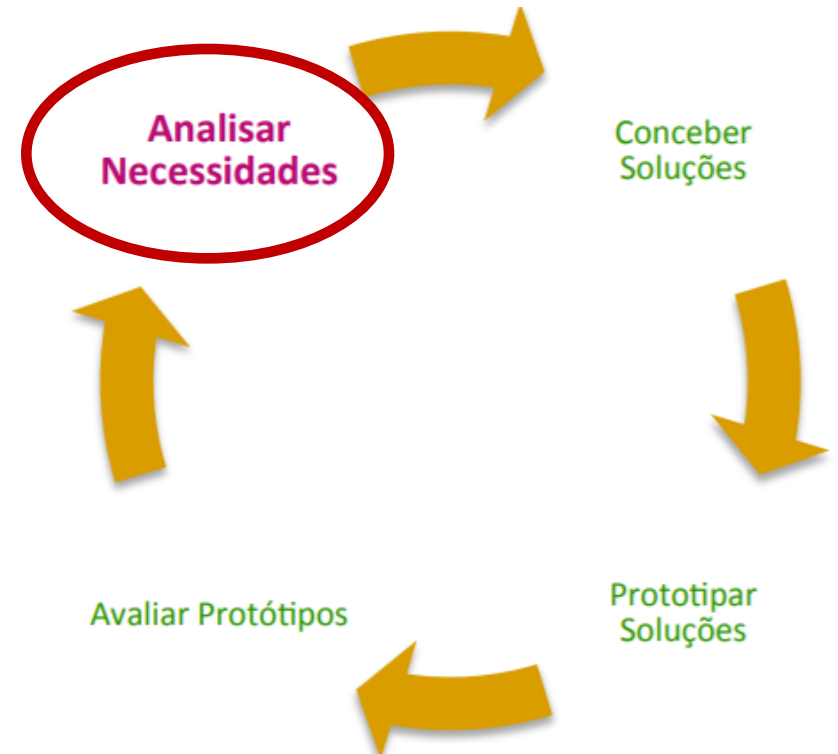 Analisar
Necessidades
Conceber
Soluções
Prototipar
Soluções
Avaliar Protótipos